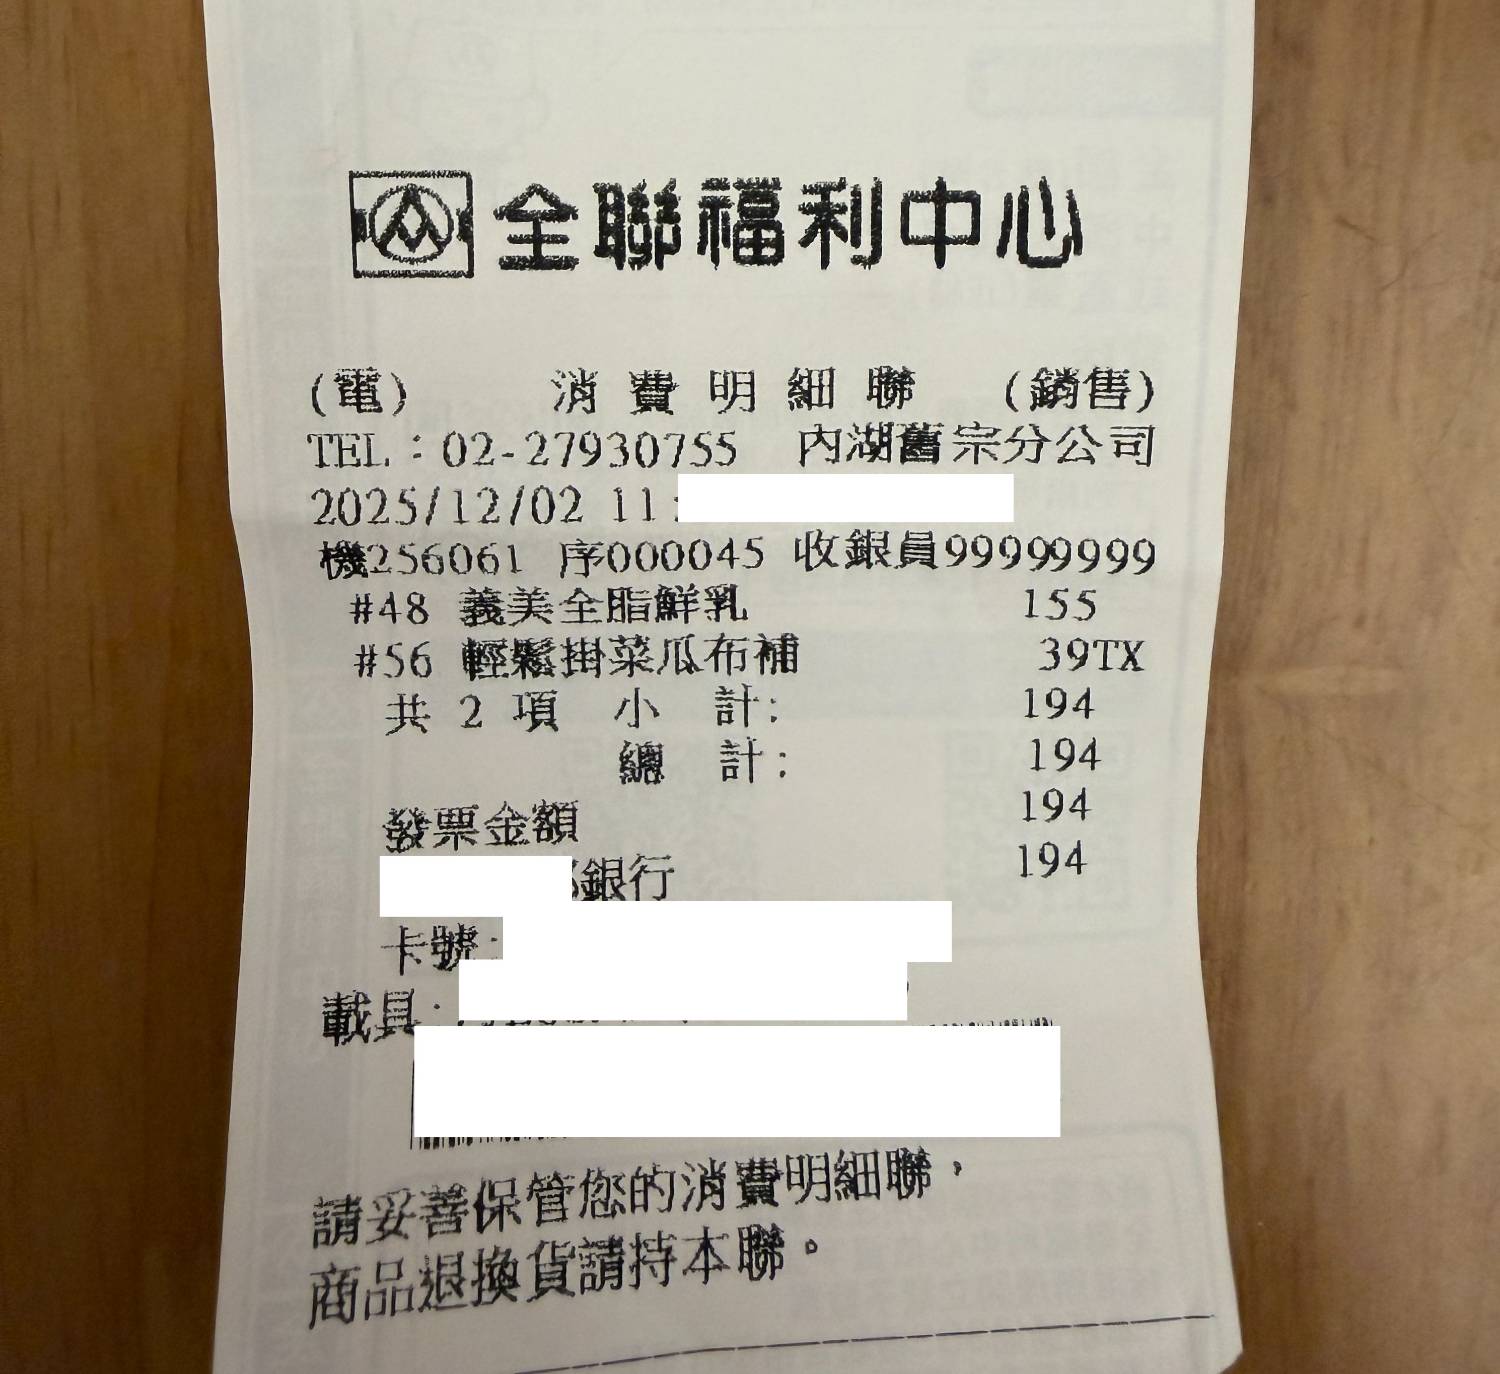 全聯福利中心
(電) 消費明細聯 (銷售)
TEL:02-27930755 內湖舊宗分公司
2025/12/02 11:
機256061 序000045 收銀員99999999
#48 義美全脂鮮乳 155
#56 輕鬆掛菜瓜布補 39TX
共 2 項 小 計: 194
總 計: 194
發票金額 194
銀行 194
卡號:
載具:
請妥善保管您的消費明細聯，
商品退換貨請持本聯。